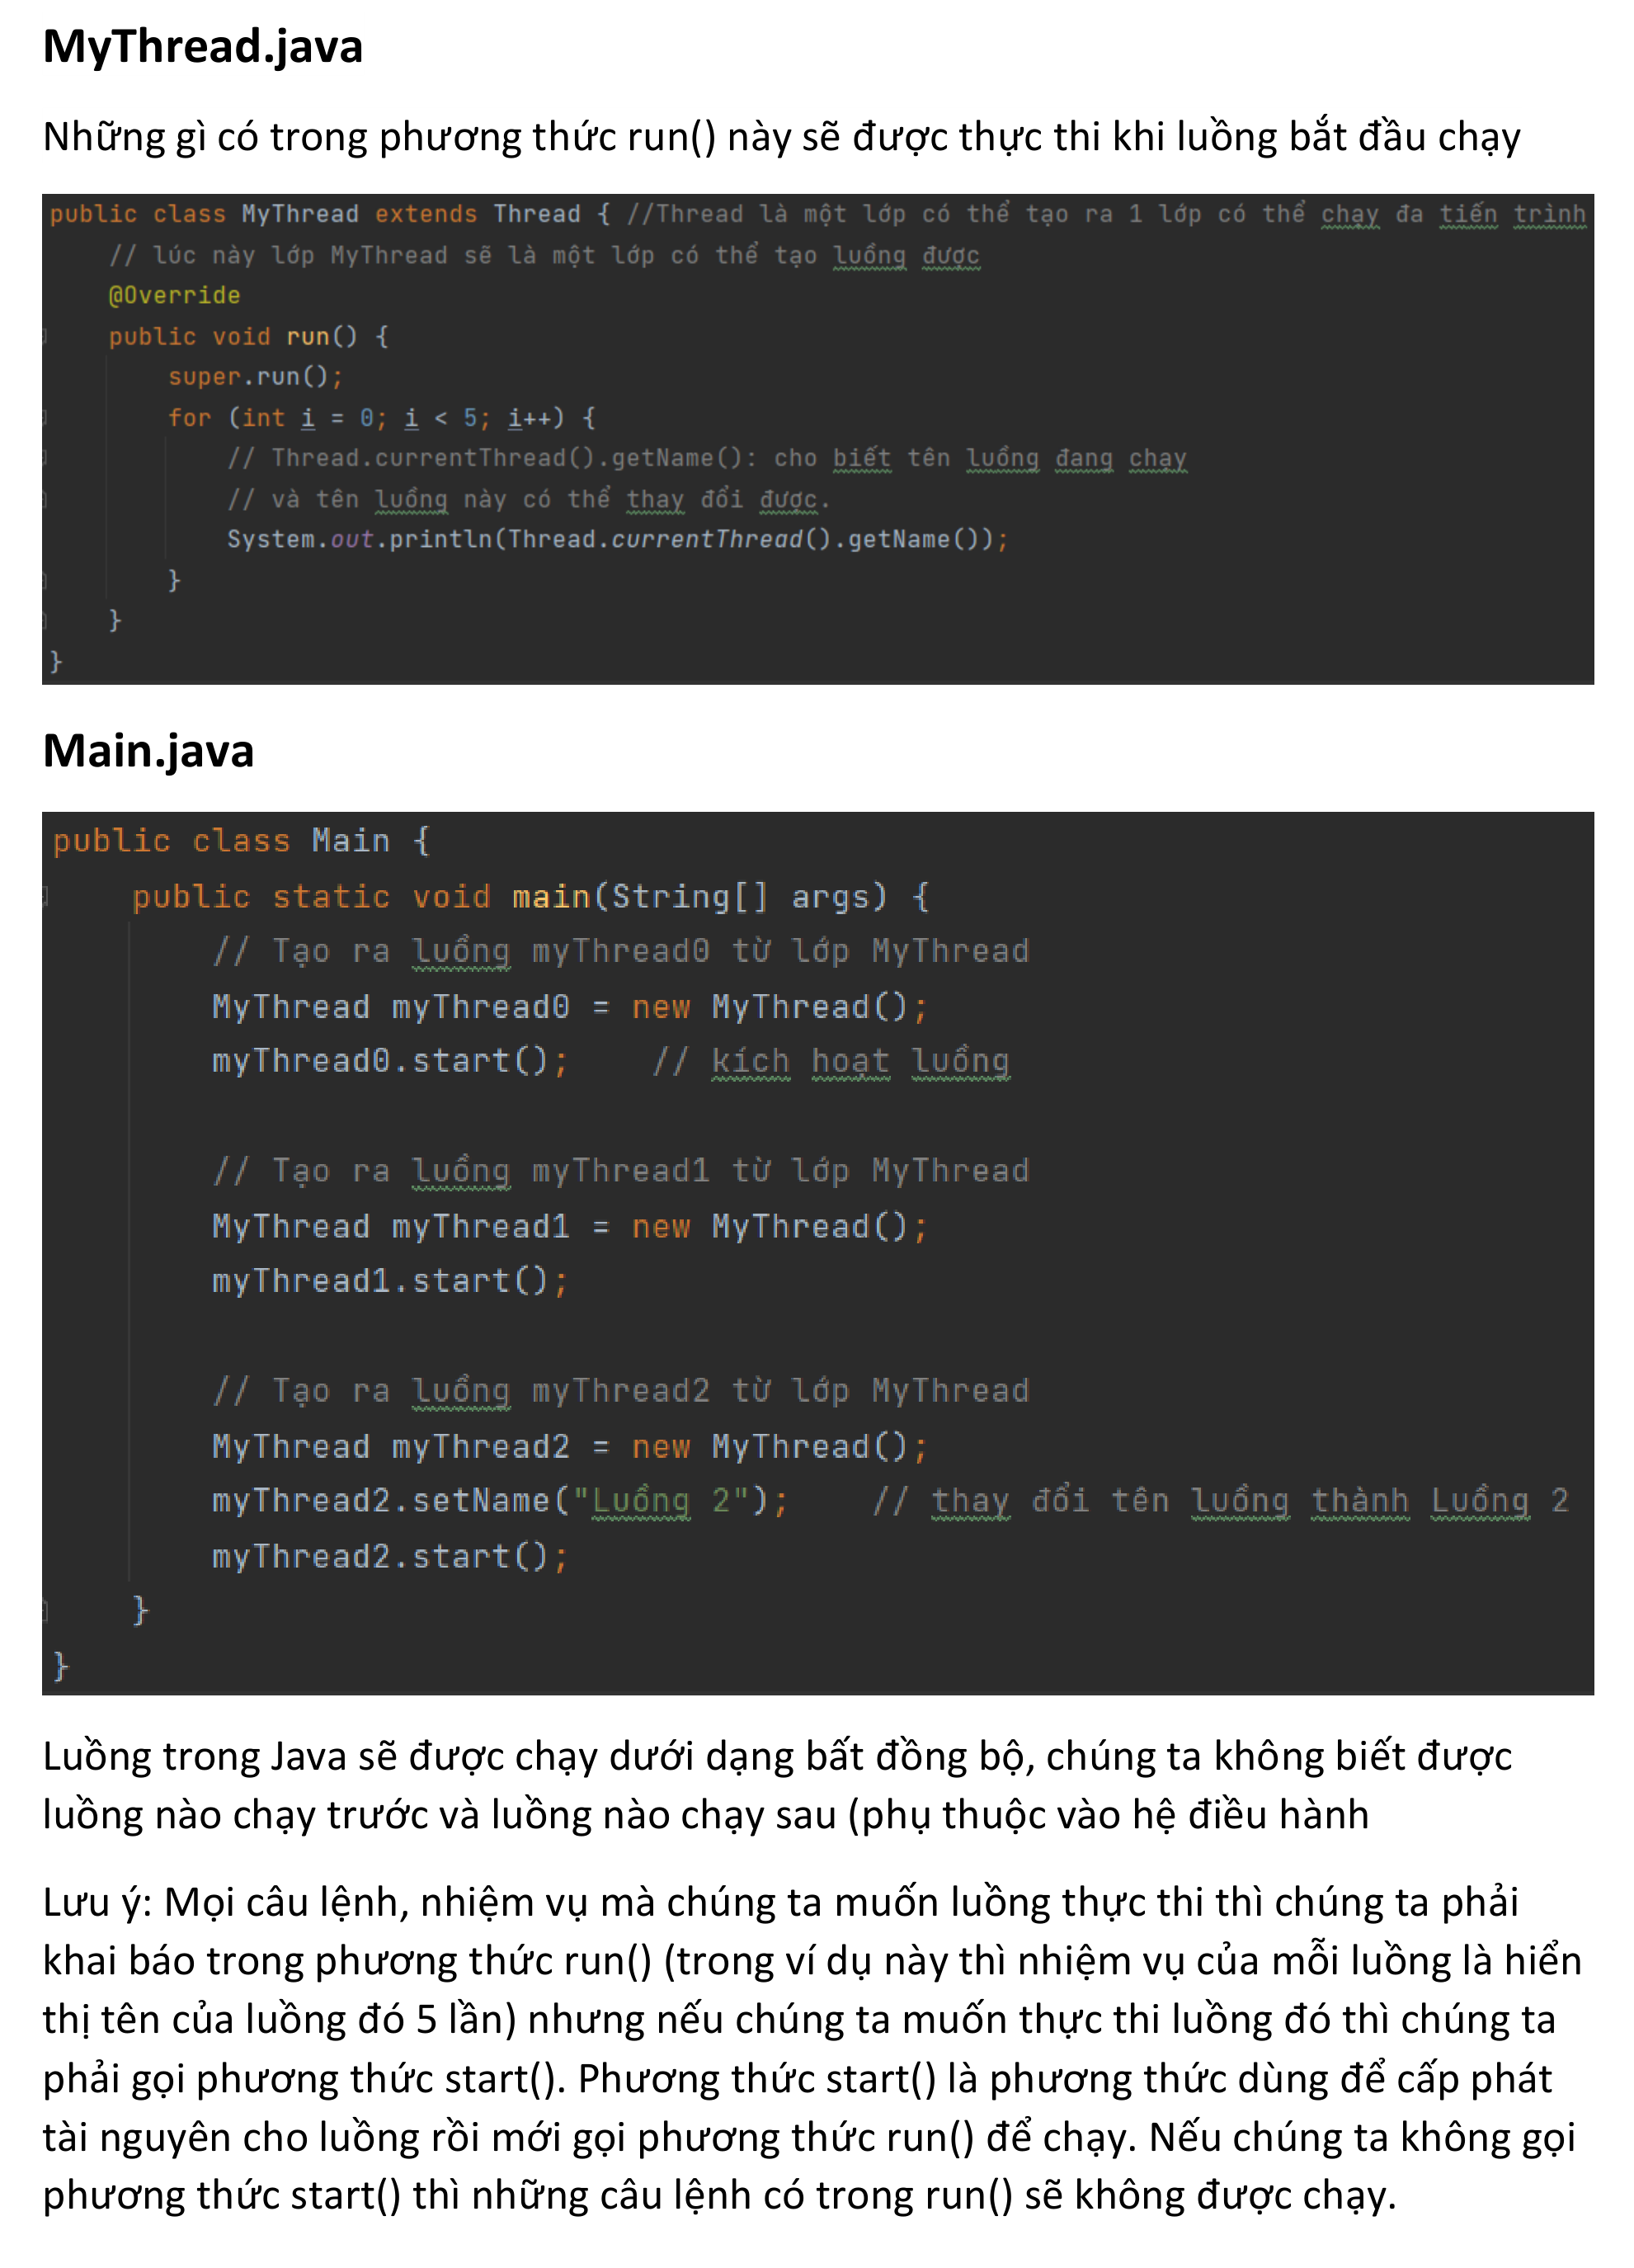 MyThread.java
Những gì có trong phương thức run() này sẽ được thực thi khi luồng bắt đầu chạy
public class MyThread extends Thread { //Thread là một lớp có thể tạo ra 1 lớp có thể chạy đa tiến trình
// lúc này lớp MyThread sẽ là một lớp có thể tạo luồng được
@Override
public void run() {
super.run();
for (int i = 0; i < 5; i++) {
// Thread.currentThread().getName(): cho biết tên luồng đang chạy
// và tên luồng này có thể thay đổi được.
System.out.println(Thread.currentThread().getName());
}
}
}
Main.java
public class Main {
public static void main(String[] args) {
// Tạo ra luồng myThread0 từ lớp MyThread
MyThread myThread0 = new MyThread();
myThread0.start();    // kích hoạt luồng
// Tạo ra luồng myThread1 từ lớp MyThread
MyThread myThread1 = new MyThread();
myThread1.start();
// Tạo ra luồng myThread2 từ lớp MyThread
MyThread myThread2 = new MyThread();
myThread2.setName("Luồng 2");    // thay đổi tên luồng thành Luồng 2
myThread2.start();
}
}
Luồng trong Java sẽ được chạy dưới dạng bất đồng bộ, chúng ta không biết được
luồng nào chạy trước và luồng nào chạy sau (phụ thuộc vào hệ điều hành
Lưu ý: Mọi câu lệnh, nhiệm vụ mà chúng ta muốn luồng thực thi thì chúng ta phải
khai báo trong phương thức run() (trong ví dụ này thì nhiệm vụ của mỗi luồng là hiển
thị tên của luồng đó 5 lần) nhưng nếu chúng ta muốn thực thi luồng đó thì chúng ta
phải gọi phương thức start(). Phương thức start() là phương thức dùng để cấp phát
tài nguyên cho luồng rồi mới gọi phương thức run() để chạy. Nếu chúng ta không gọi
phương thức start() thì những câu lệnh có trong run() sẽ không được chạy.